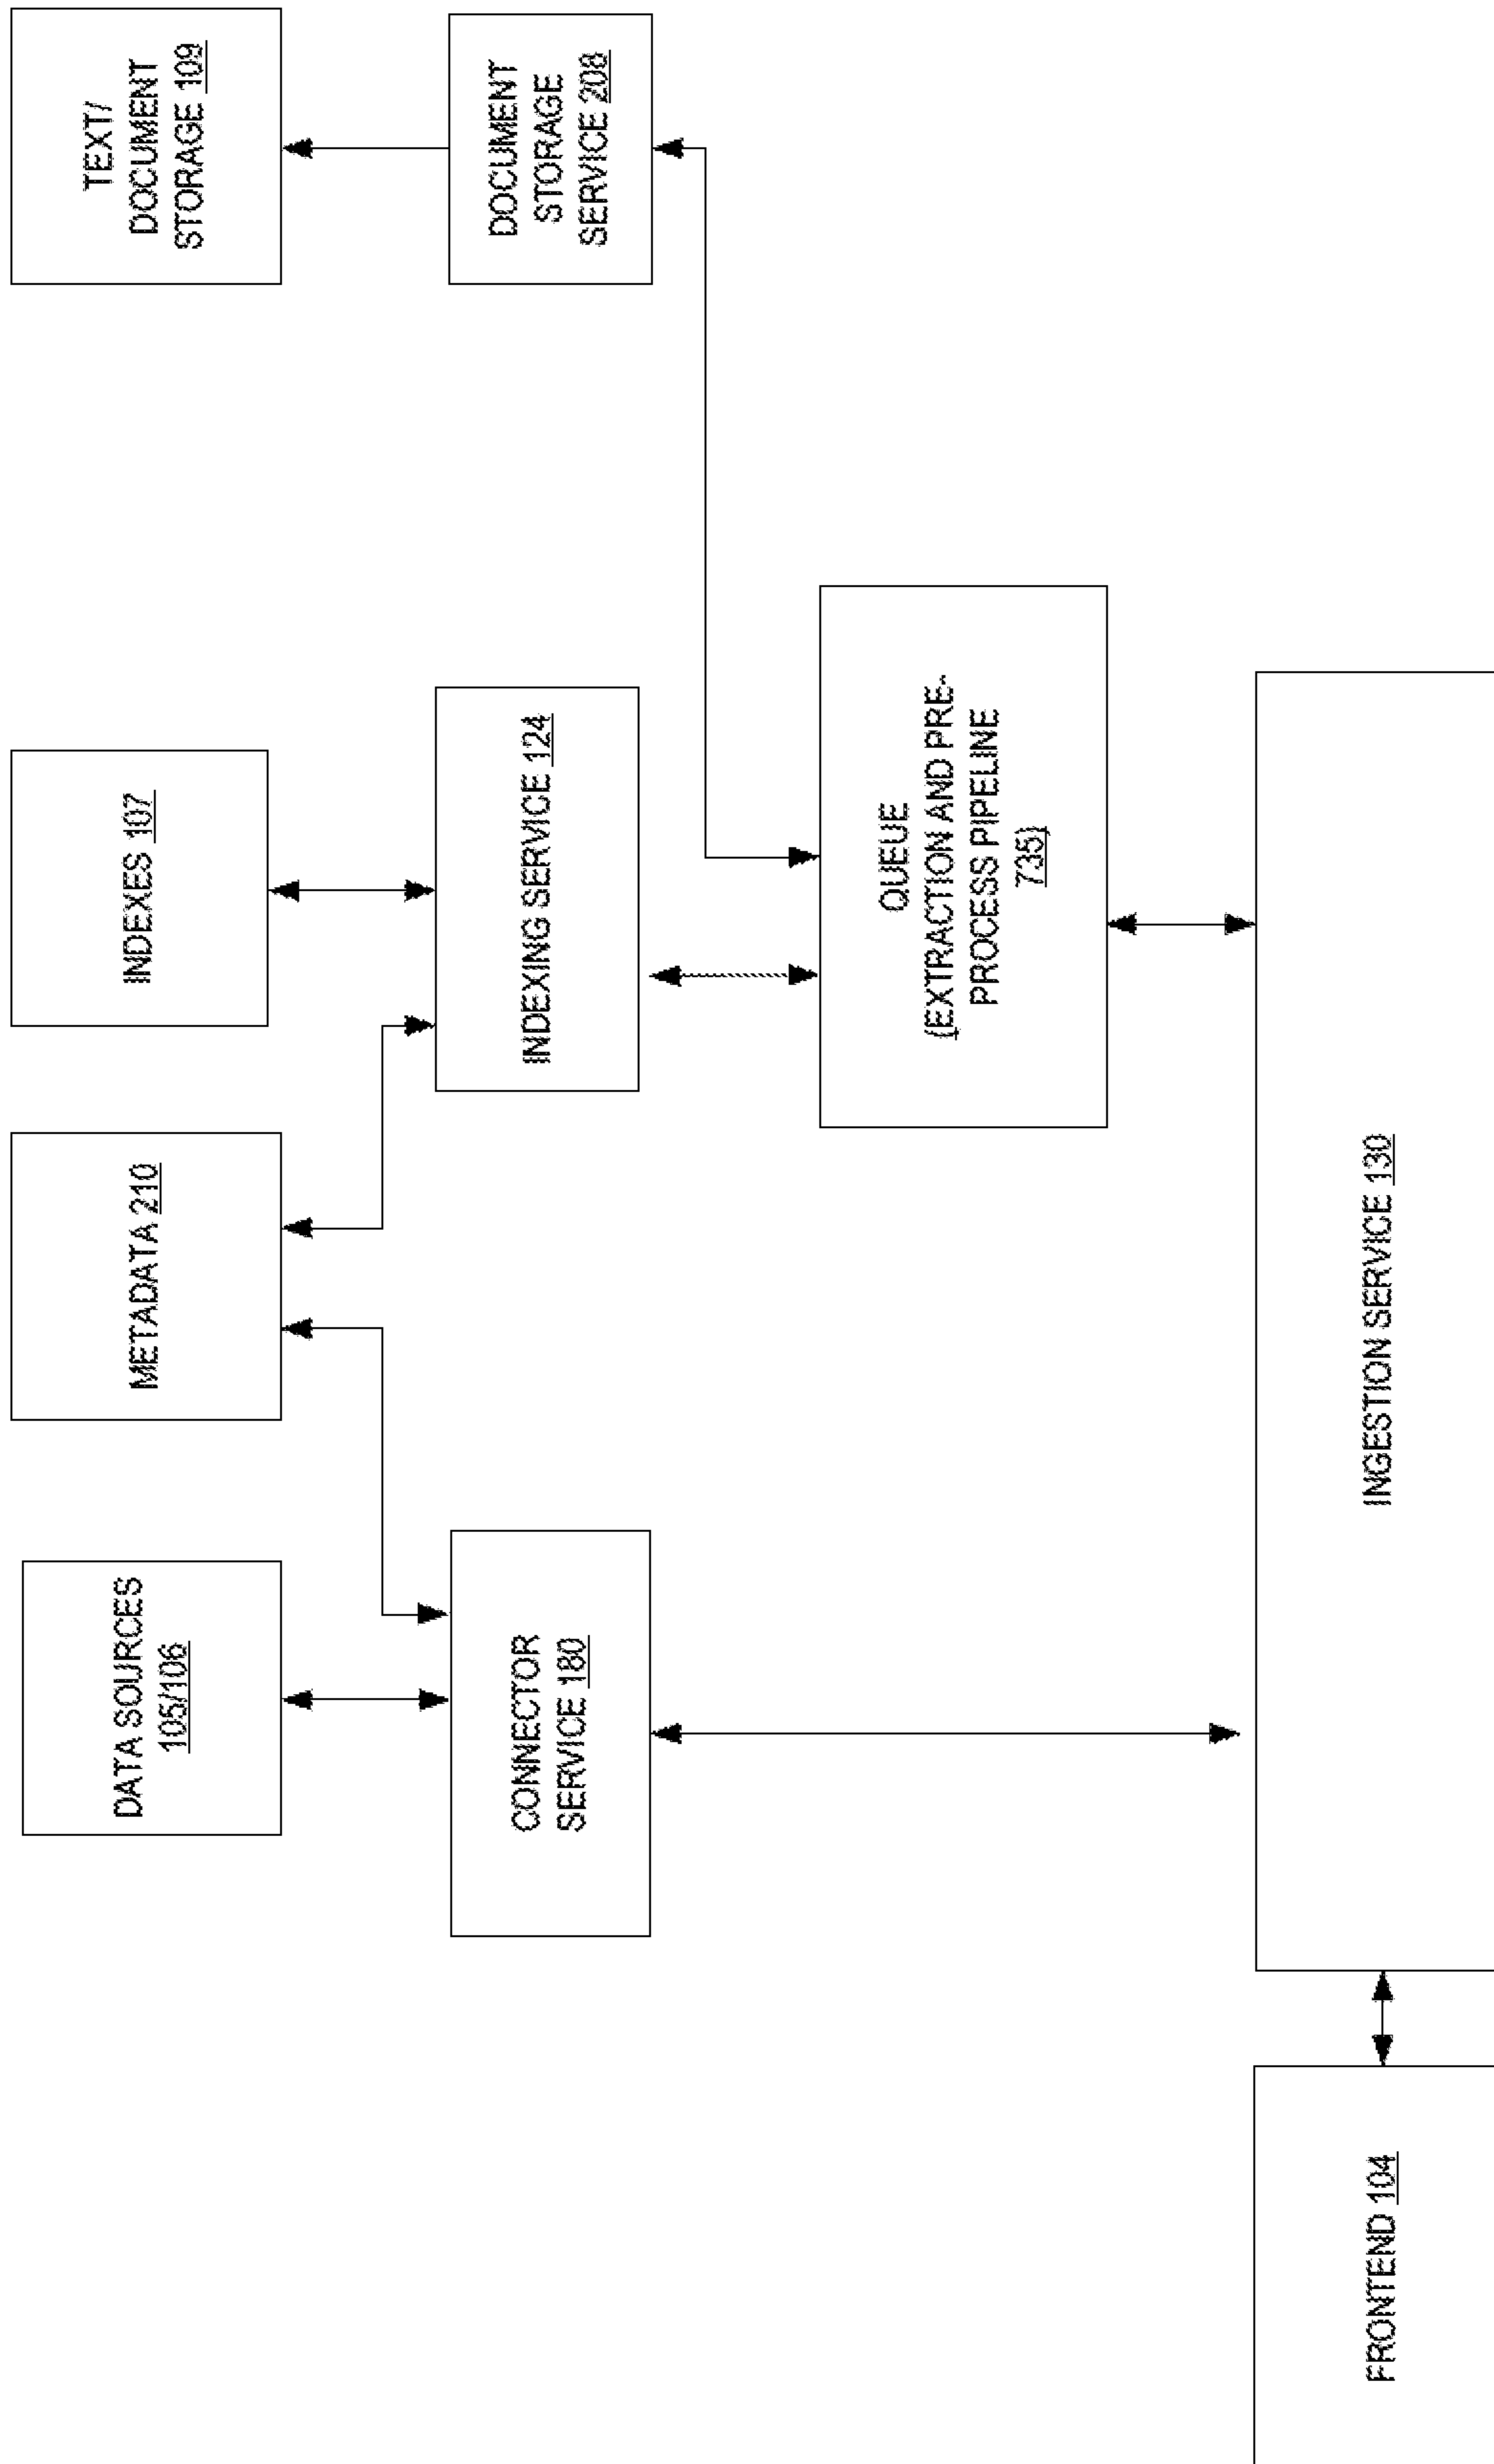 DATA SOURCES
105/106
METADATA 210
INDEXES 107
TEXT/
DOCUMENT
STORAGE 109
CONNECTOR
SERVICE 180
INDEXING SERVICE 124
DOCUMENT
STORAGE
SERVICE 208
QUEUE
(EXTRACTION AND PRE-
PROCESS PIPELINE
735)
FRONTEND 104
INGESTION SERVICE 130